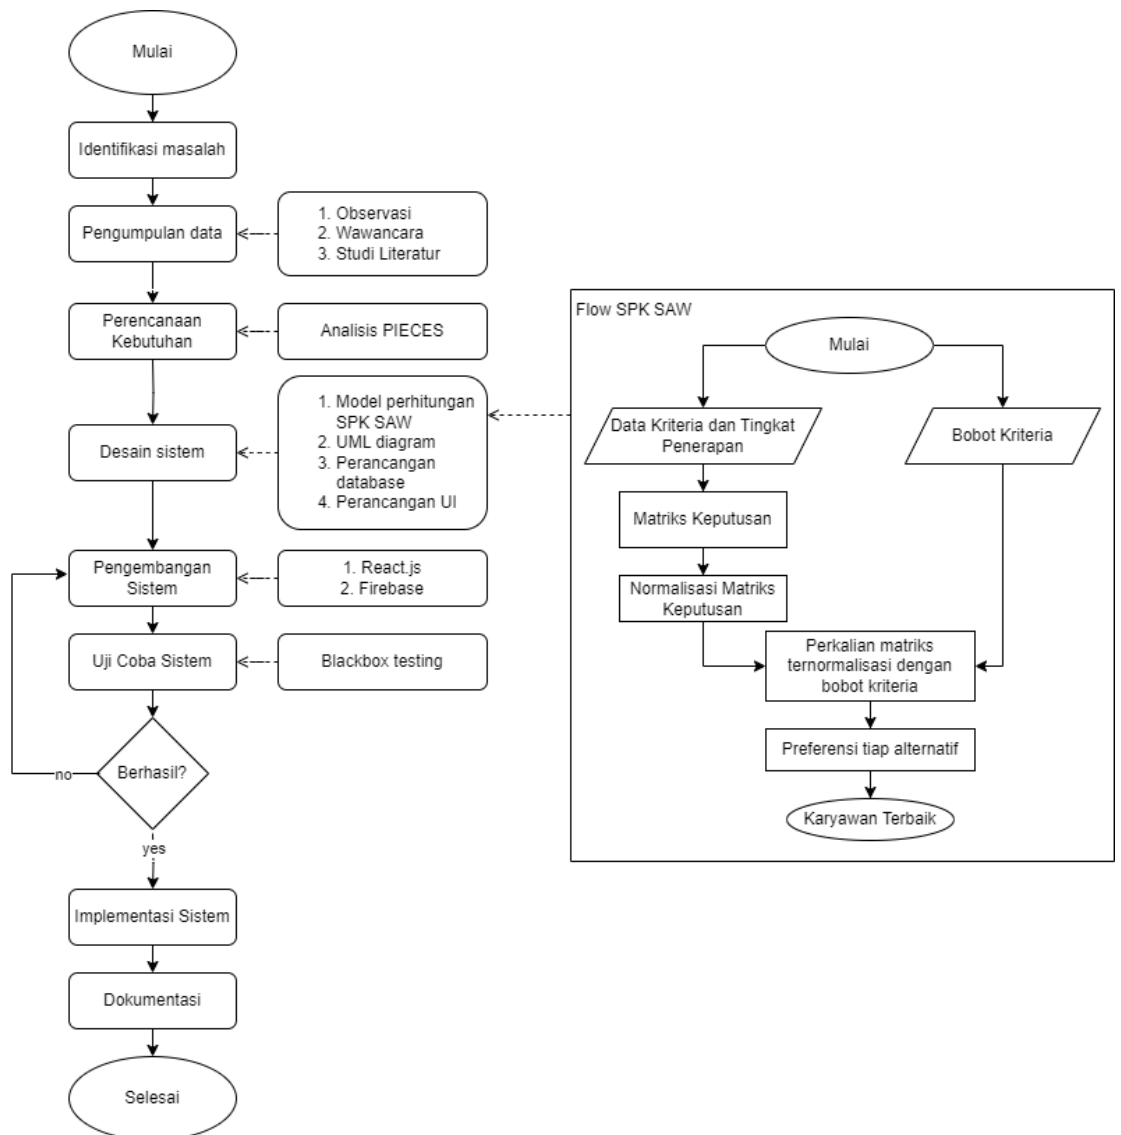 Mulai
Identifikasi masalah
Pengumpulan data
1. Observasi
2. Wawancara
3. Studi Literatur
Perencanaan
Kebutuhan
Analisis PIECES
Desain sistem
1. Model perhitungan
SPK SAW
2. UML diagram
3. Perancangan
database
4. Perancangan UI
Pengembangan
Sistem
1. React.js
2. Firebase
Uji Coba Sistem
Blackbox testing
Berhasil?
no
yes
Implementasi Sistem
Dokumentasi
Selesai
Flow SPK SAW
Mulai
Data Kriteria dan Tingkat
Penerapan
Bobot Kriteria
Matriks Keputusan
Normalisasi Matriks
Keputusan
Perkalian matriks
ternormalisasi dengan
bobot kriteria
Preferensi tiap alternatif
Karyawan Terbaik